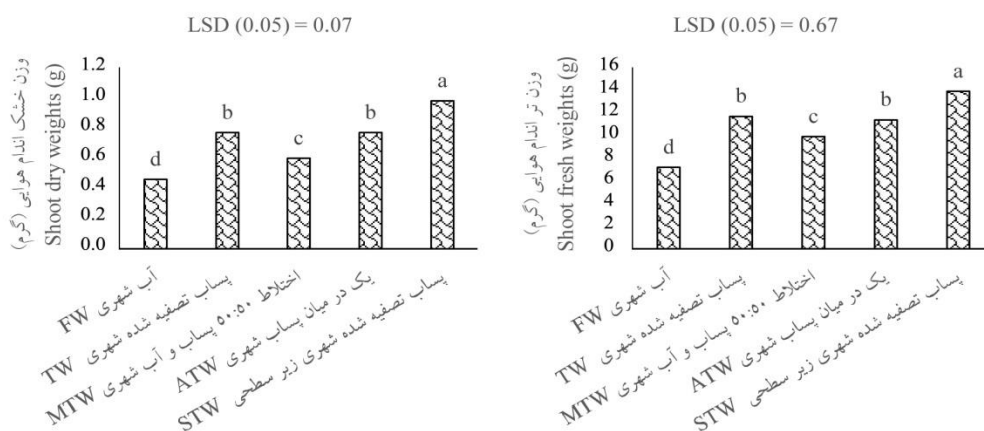 LSD (0.05) = 0.07
وزن خشک اندام هوایی (گرم)
Shoot dry weights (g)
1.2
1.0
0.8
0.6
0.4
0.2
0.0
d
b
c
b
a
آب شهری FW
پساب تصفیه شده شهری TW
اختلاط ۵۰:۵۰ پساب و آب شهری MTW
یک در میان پساب شهری ATW
پساب تصفیه شده شهری زیر سطحی STW
LSD (0.05) = 0.67
وزن تر اندام هوایی (گرم)
Shoot fresh weights (g)
16
14
12
10
8
6
4
2
0
d
b
c
b
a
آب شهری FW
پساب تصفیه شده شهری TW
اختلاط ۵۰:۵۰ پساب و آب شهری MTW
یک در میان پساب شهری ATW
پساب تصفیه شده شهری زیر سطحی STW